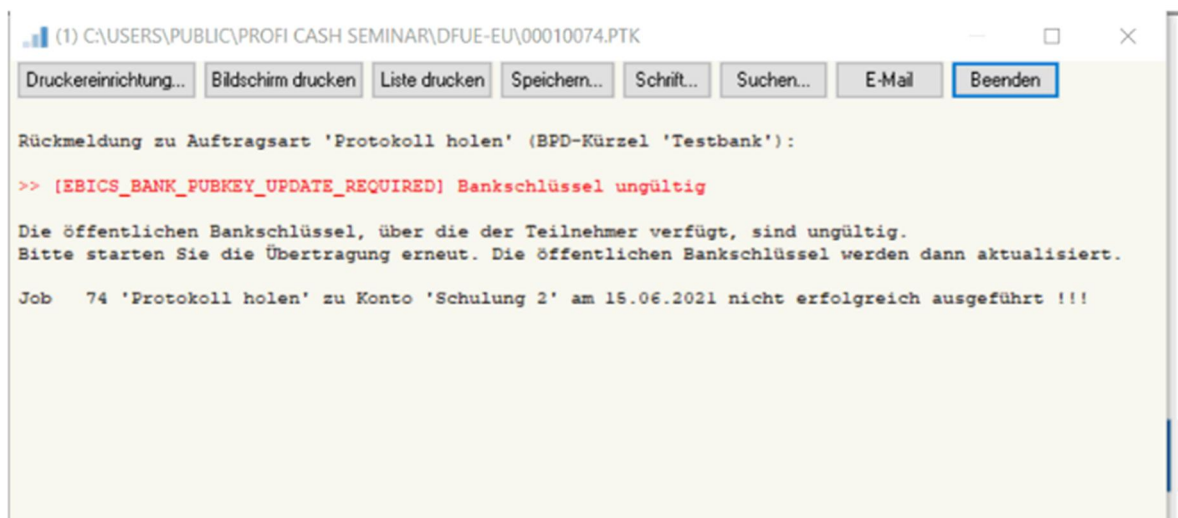 (1) C:\USERS\PUBLIC\PROFI CASH SEMINAR\DFUE-EU\00010074.PTK
Druckereinrichtung... Bildschirm drucken Liste drucken Speichern... Schrift... Suchen... E-Mail Beenden
Rückmeldung zu Auftragsart 'Protokoll holen' (BPD-Kürzel 'Testbank'):
>> [EBICS_BANK_PUBKEY_UPDATE_REQUIRED] Bankschlüssel ungültig
Die öffentlichen Bankschlüssel, über die der Teilnehmer verfügt, sind ungültig.
Bitte starten Sie die Übertragung erneut. Die öffentlichen Bankschlüssel werden dann aktualisiert.
Job 74 'Protokoll holen' zu Konto 'Schulung 2' am 15.06.2021 nicht erfolgreich ausgeführt !!!